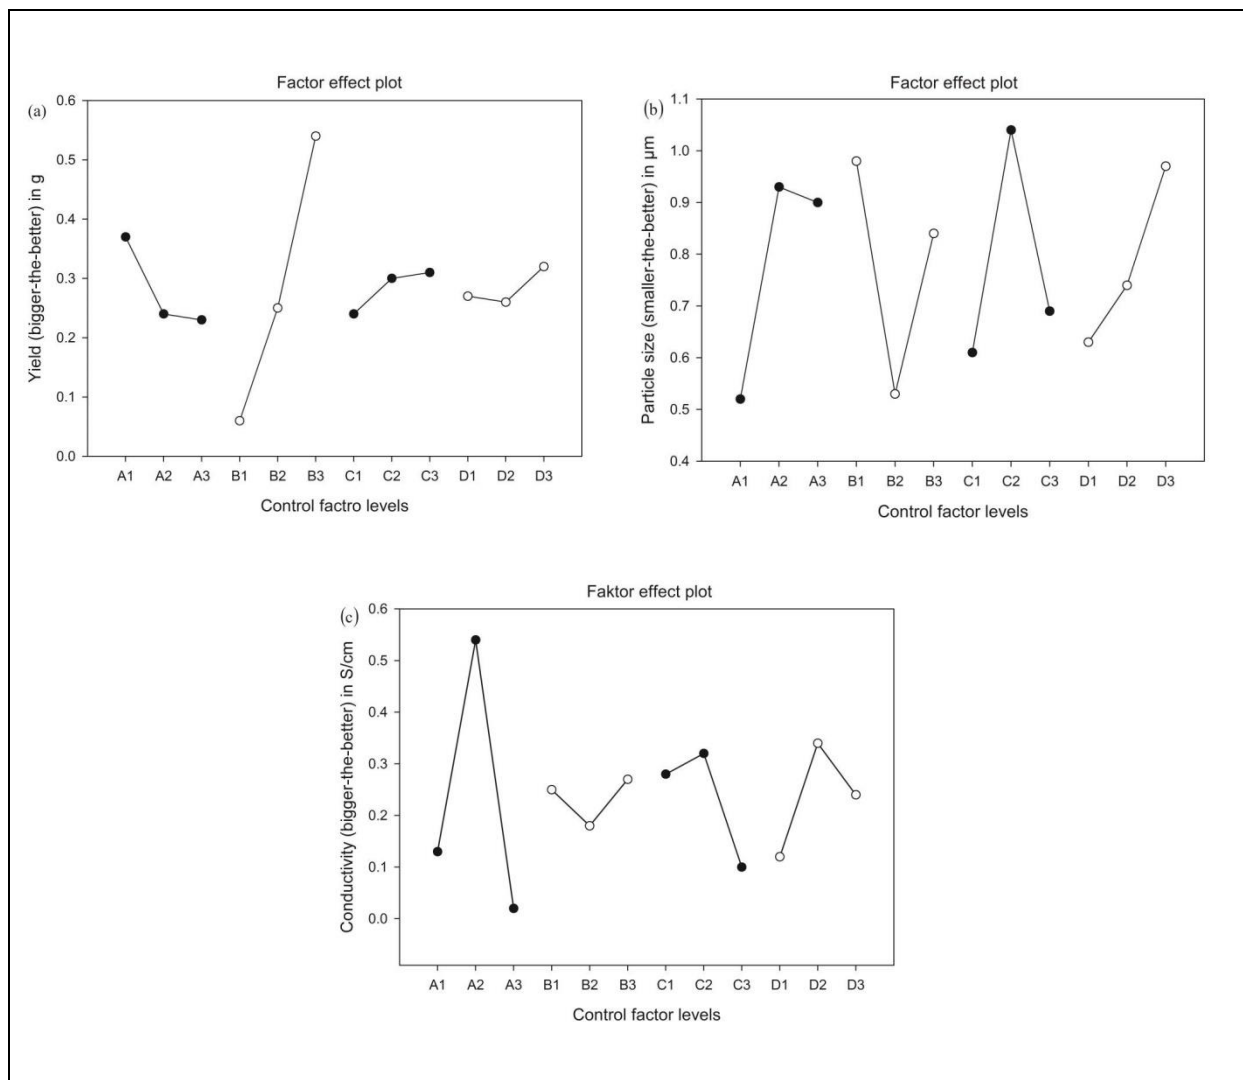 Factor effect plot
(a)
Yield (bigger-the-better) in g
0.6
0.5
0.4
0.3
0.2
0.1
0.0
A1 A2 A3 B1 B2 B3 C1 C2 C3 D1 D2 D3
Control factro levels
Factor effect plot
(b)
Particle size (smaller-the-better) in µm
1.1
1.0
0.9
0.8
0.7
0.6
0.5
0.4
A1 A2 A3 B1 B2 B3 C1 C2 C3 D1 D2 D3
Control factor levels
Faktor effect plot
(c)
Conductivity (bigger-the-better) in S/cm
0.6
0.5
0.4
0.3
0.2
0.1
0.0
A1 A2 A3 B1 B2 B3 C1 C2 C3 D1 D2 D3
Control factor levels